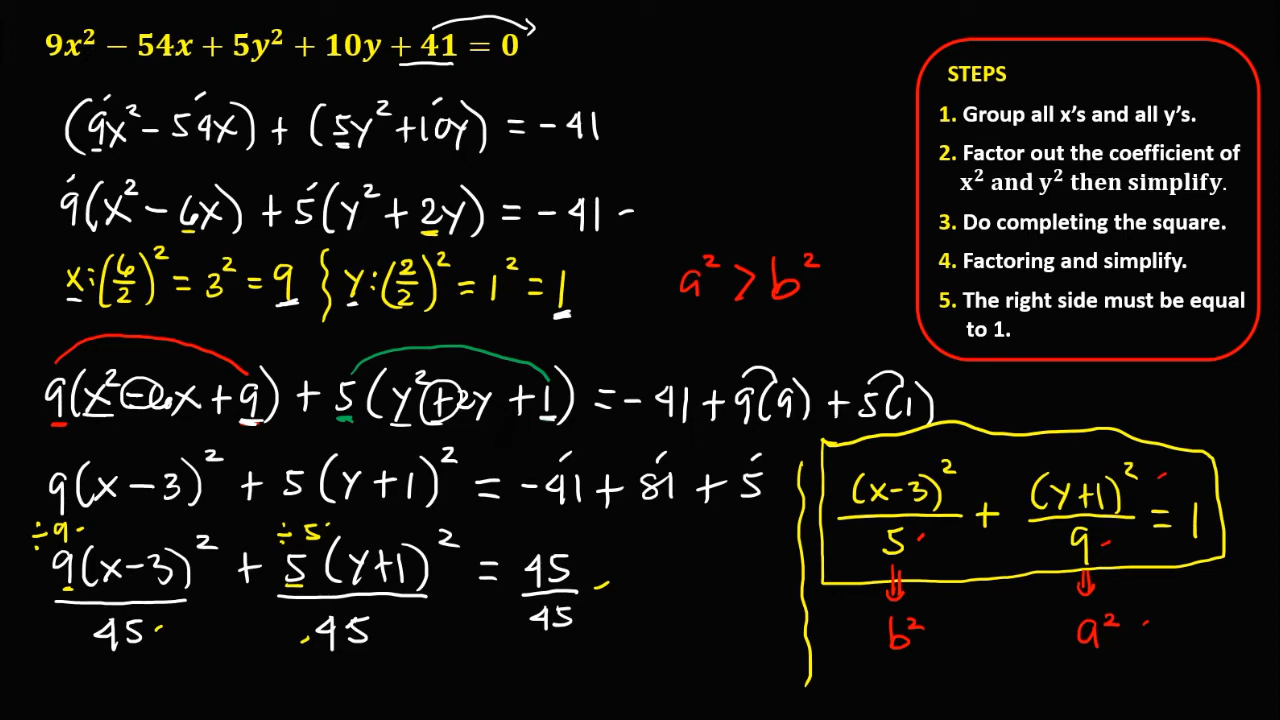 9x² − 54x + 5y² + 10y + 41 = 0
(9x² − 54x) + (5y² + 10y) = −41
9(x² − 6x) + 5(y² + 2y) = −41 −
x:(6/2)² = 3² = 9 { y:(2/2)² = 1² = 1
a² > b²
9(x² − 6x + 9) + 5(y² + 2y + 1) = −41 + 9(9) + 5(1)
9(x − 3)² + 5(y + 1)² = −41 + 81 + 5
÷9 ÷5
9(x−3)²/45 + 5(y+1)²/45 = 45/45
STEPS
1. Group all x's and all y's.
2. Factor out the coefficient of
x² and y² then simplify.
3. Do completing the square.
4. Factoring and simplify.
5. The right side must be equal
to 1.
(x−3)²/5 + (y+1)²/9 = 1
⇓ ⇓
b² a²